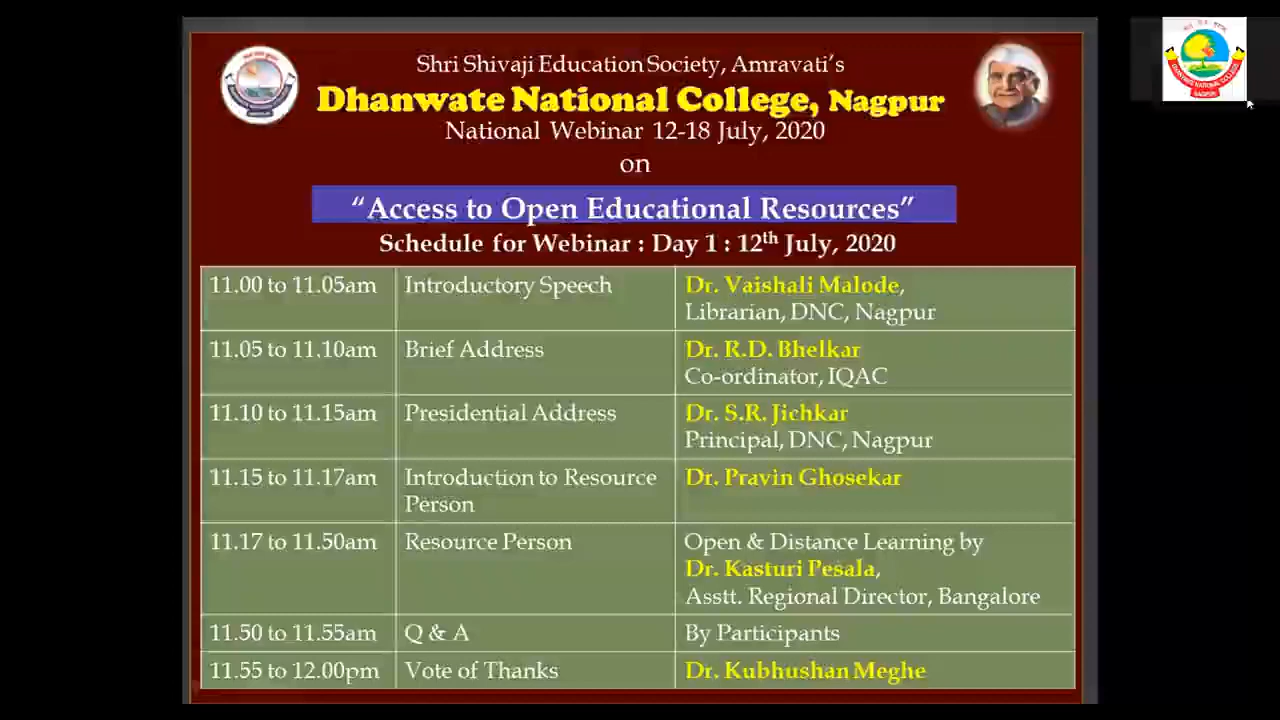 Shri Shivaji Education Society, Amravati's
Dhanwate National College, Nagpur
National Webinar 12-18 July, 2020
on
“Access to Open Educational Resources”
Schedule for Webinar : Day 1 : 12th July, 2020
11.00 to 11.05am Introductory Speech Dr. Vaishali Malode,
Librarian, DNC, Nagpur
11.05 to 11.10am Brief Address Dr. R.D. Bhelkar
Co-ordinator, IQAC
11.10 to 11.15am Presidential Address Dr. S.R. Jichkar
Principal, DNC, Nagpur
11.15 to 11.17am Introduction to Resource Dr. Pravin Ghosekar
Person
11.17 to 11.50am Resource Person Open & Distance Learning by
Dr. Kasturi Pesala,
Asstt. Regional Director, Bangalore
11.50 to 11.55am Q & A By Participants
11.55 to 12.00pm Vote of Thanks Dr. Kubhushan Meghe
DHANWATE NATIONAL COLLEGE
NAGPUR